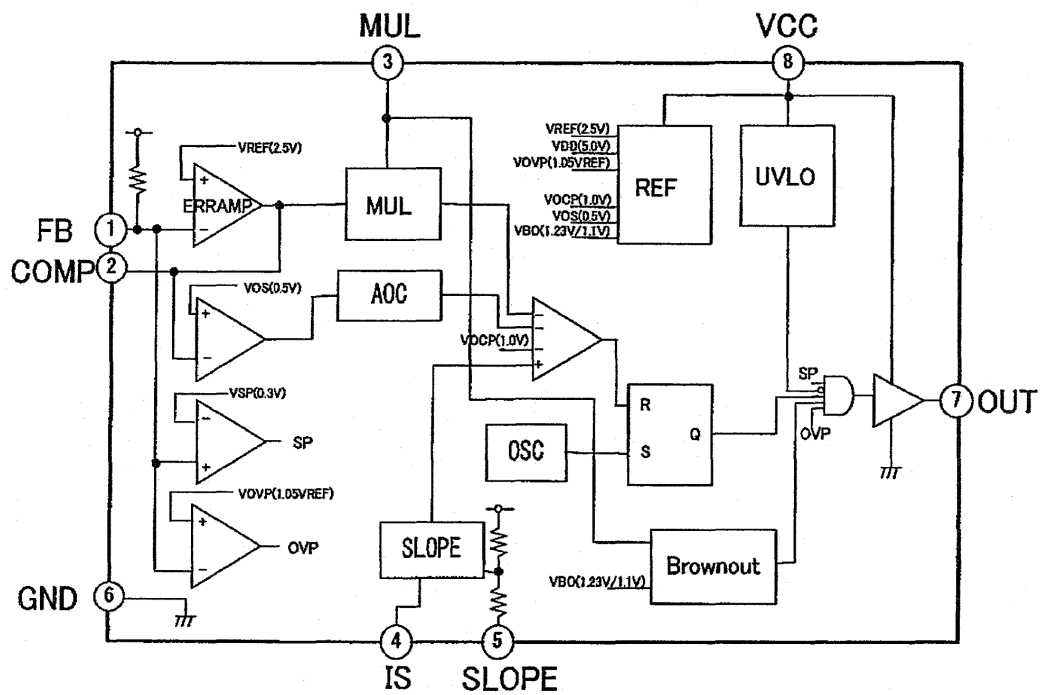 MUL
VCC
3
8
VREF(2.5V)
VREF(2.5V)
VDD(5.0V)
VOVP(1.05VREF)
VOCP(1.0V)
VOS(0.5V)
VBO(1.23V/1.1V)
REF
UVLO
+
ERRAMP
−
MUL
FB
1
COMP
2
VOS(0.5V)
+
−
AOC
−
−
VOCP(1.0V)
−
+
VSP(0.3V)
−
+
SP
R
S
Q
OSC
SP
OVP
7
OUT
VOVP(1.05VREF)
+
−
OVP
SLOPE
VBO(1.23V/1.1V)
Brownout
GND
6
4
5
IS
SLOPE